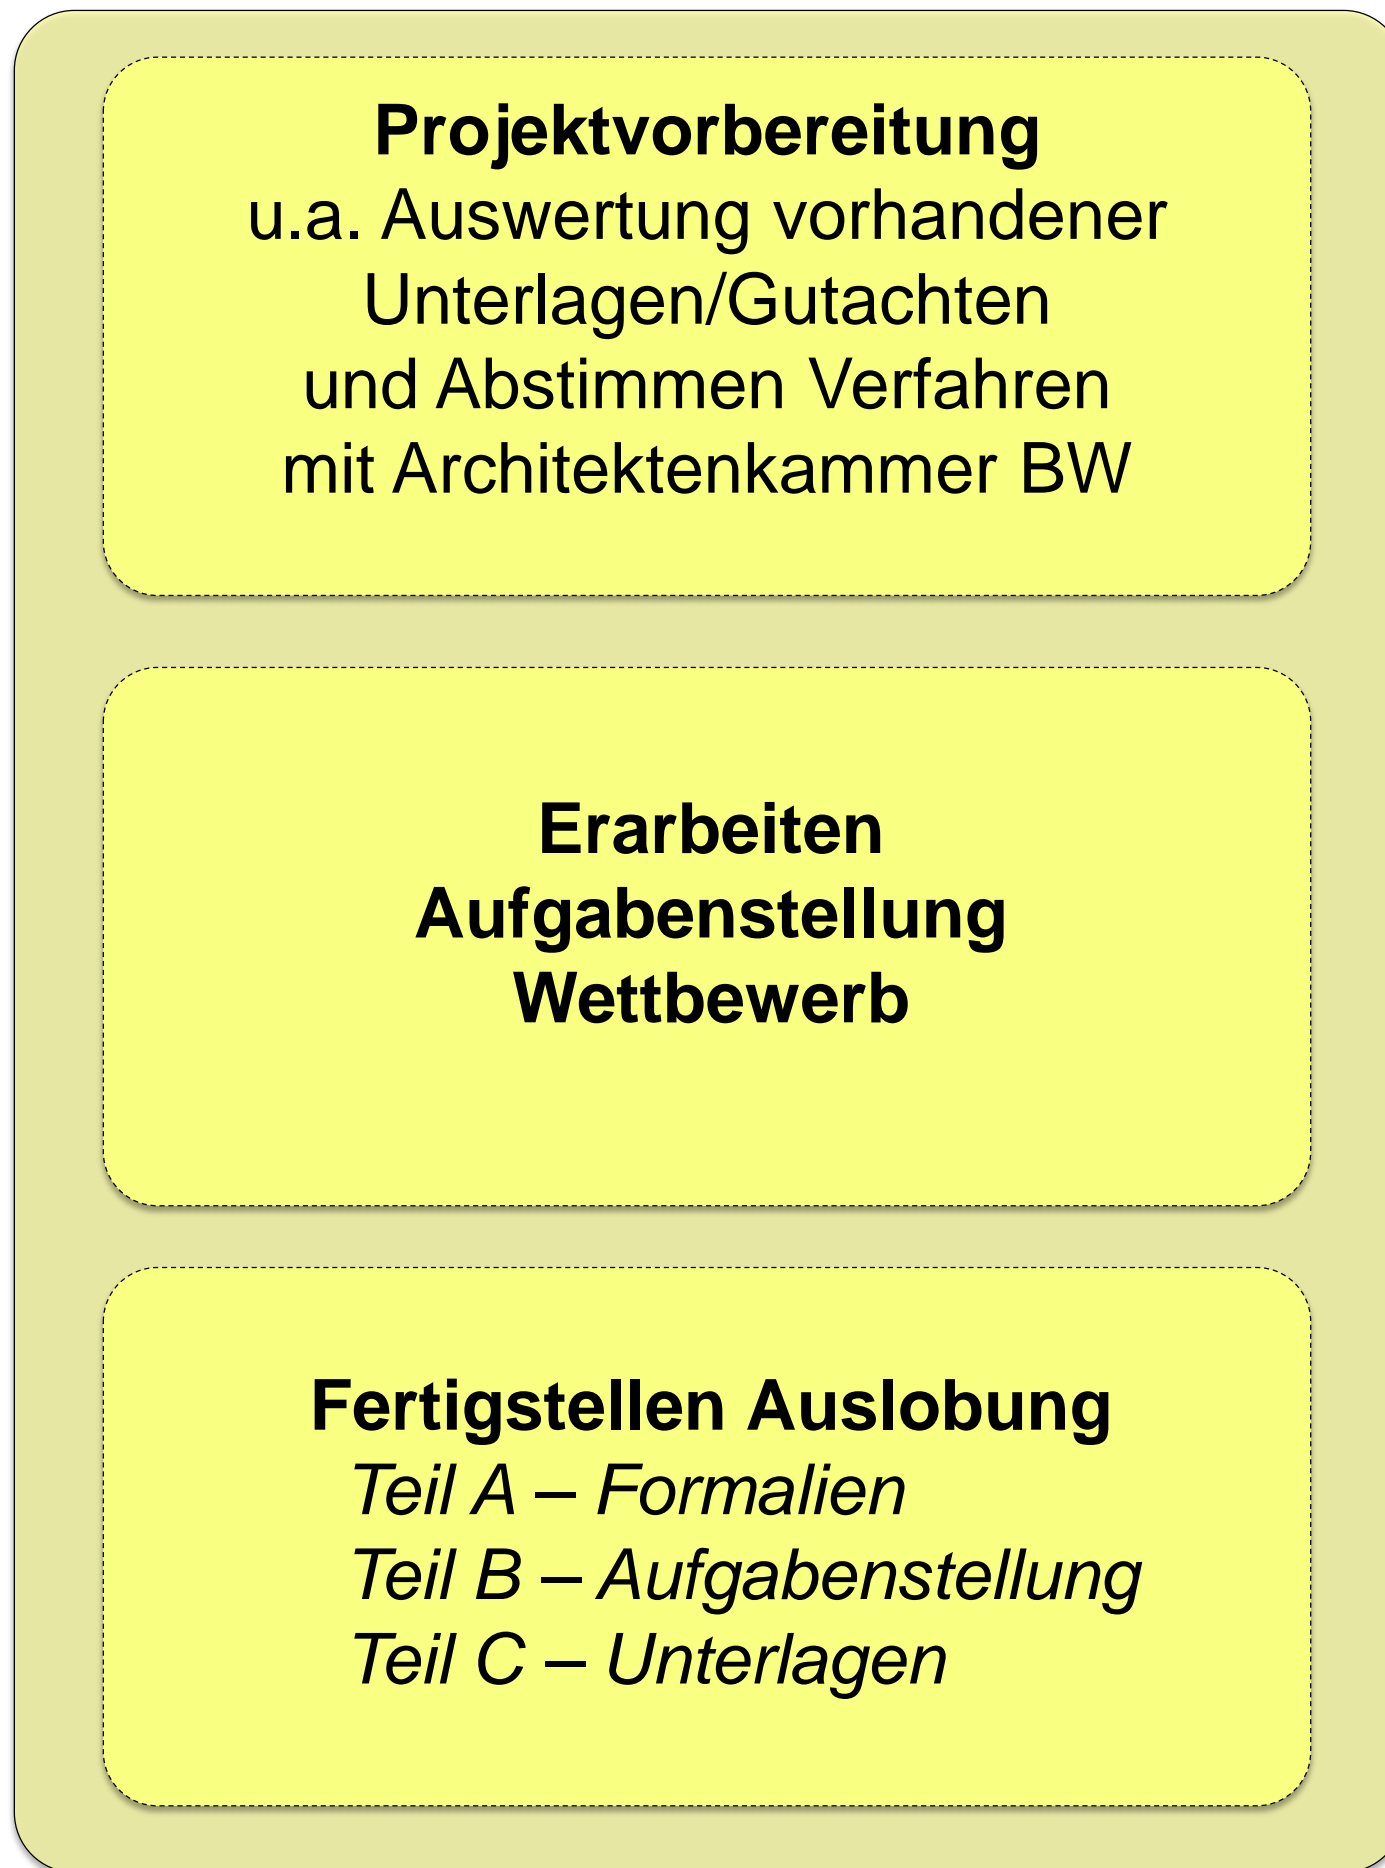 Projektvorbereitung
u.a. Auswertung vorhandener
Unterlagen/Gutachten
und Abstimmen Verfahren
mit Architektenkammer BW
Erarbeiten
Aufgabenstellung
Wettbewerb
Fertigstellen Auslobung
Teil A – Formalien
Teil B – Aufgabenstellung
Teil C – Unterlagen